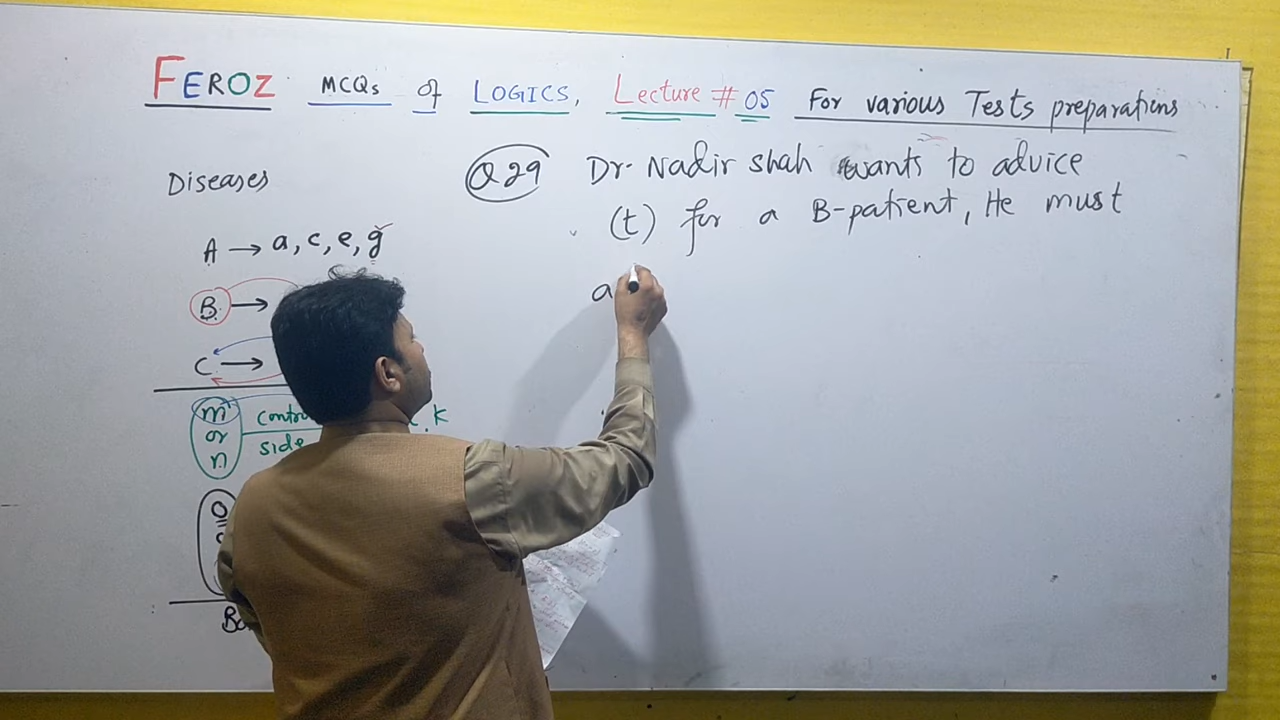 FEROZ MCQs of LOGICS, Lecture # 05 For various Tests preparations
Diseases
A → a, c, e, g
B →
C →
m
or
n
side
K
Q29 Dr. Nadir shah wants to advice
(t) for a B-patient, He must
a